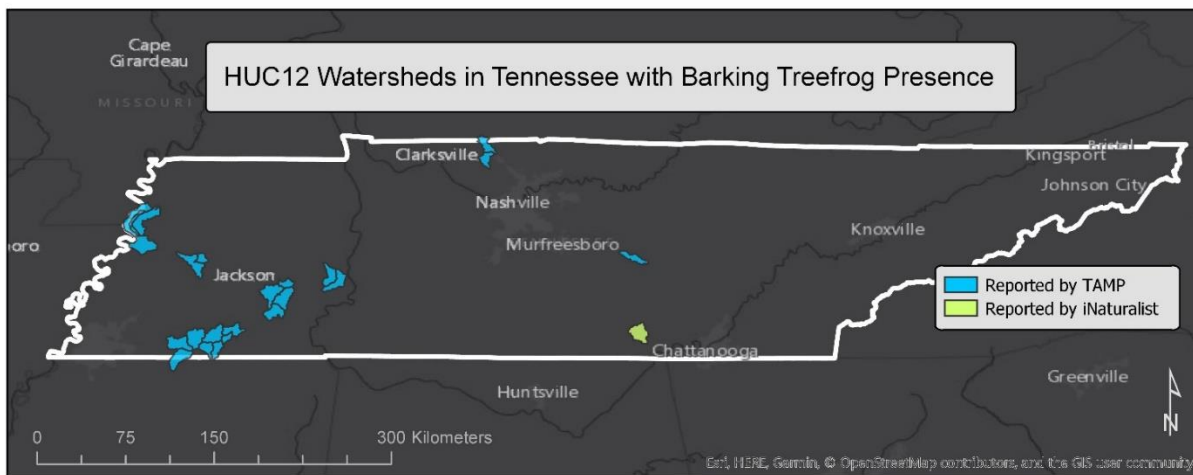 Cape
Girardeau
MISSOURI
HUC12 Watersheds in Tennessee with Barking Treefrog Presence
Clarksville
Bristol
Kingsport
Johnson City
Nashville
Knoxville
oro
Murfreesboro
Jackson
Reported by TAMP
Reported by iNaturalist
Chattanooga
Greenville
Huntsville
N
0 75 150 300 Kilometers
Esri, HERE, Garmin, © OpenStreetMap contributors, and the GIS user community